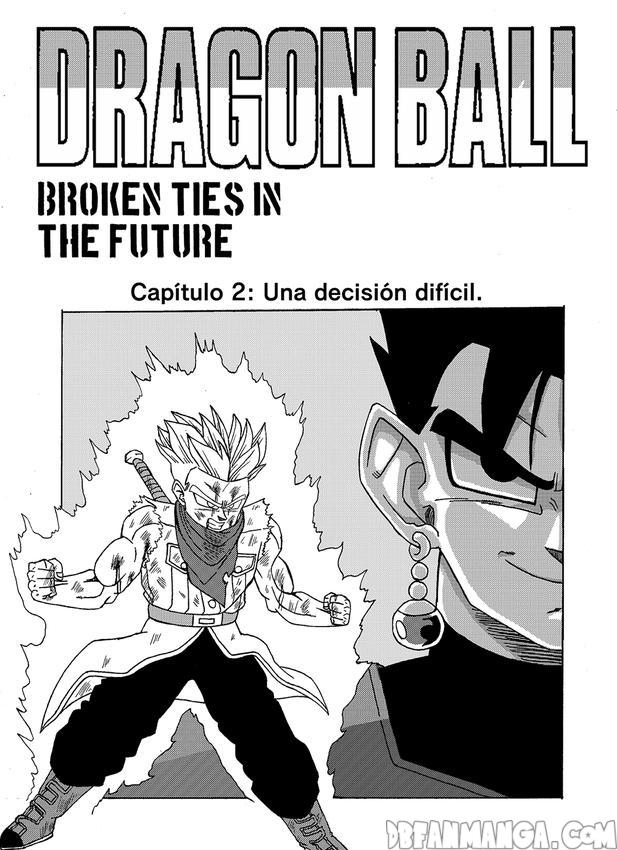 DRAGON BALL
BROKEN TIES IN
THE FUTURE
Capítulo 2: Una decisión difícil.
DBFANMANGA.COM